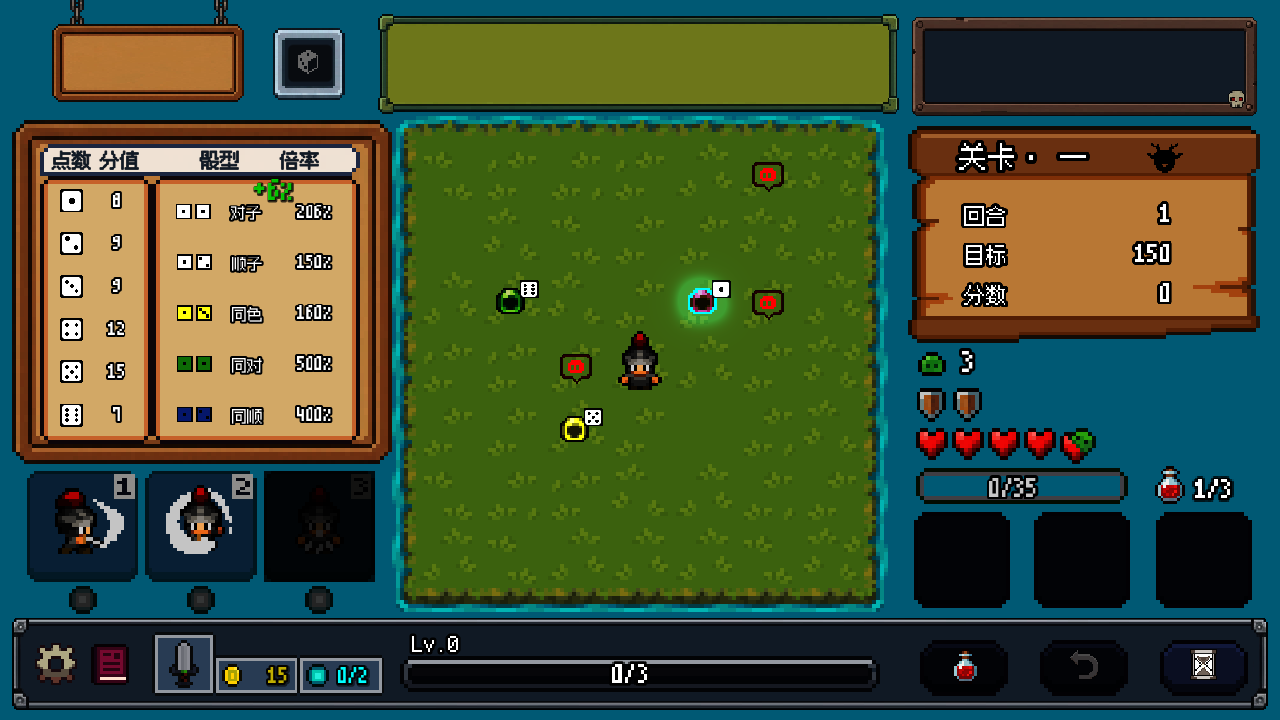 点数 分值 骰型 倍率
+6%
8 对子 206%
9 顺子 150%
9 同色 160%
12 同对 500%
15 同顺 400%
7
关卡·一
回合 1
目标 150
分数 0
3
0/35 1/3
1 2 3
Lv.0
15 0/2 0/3